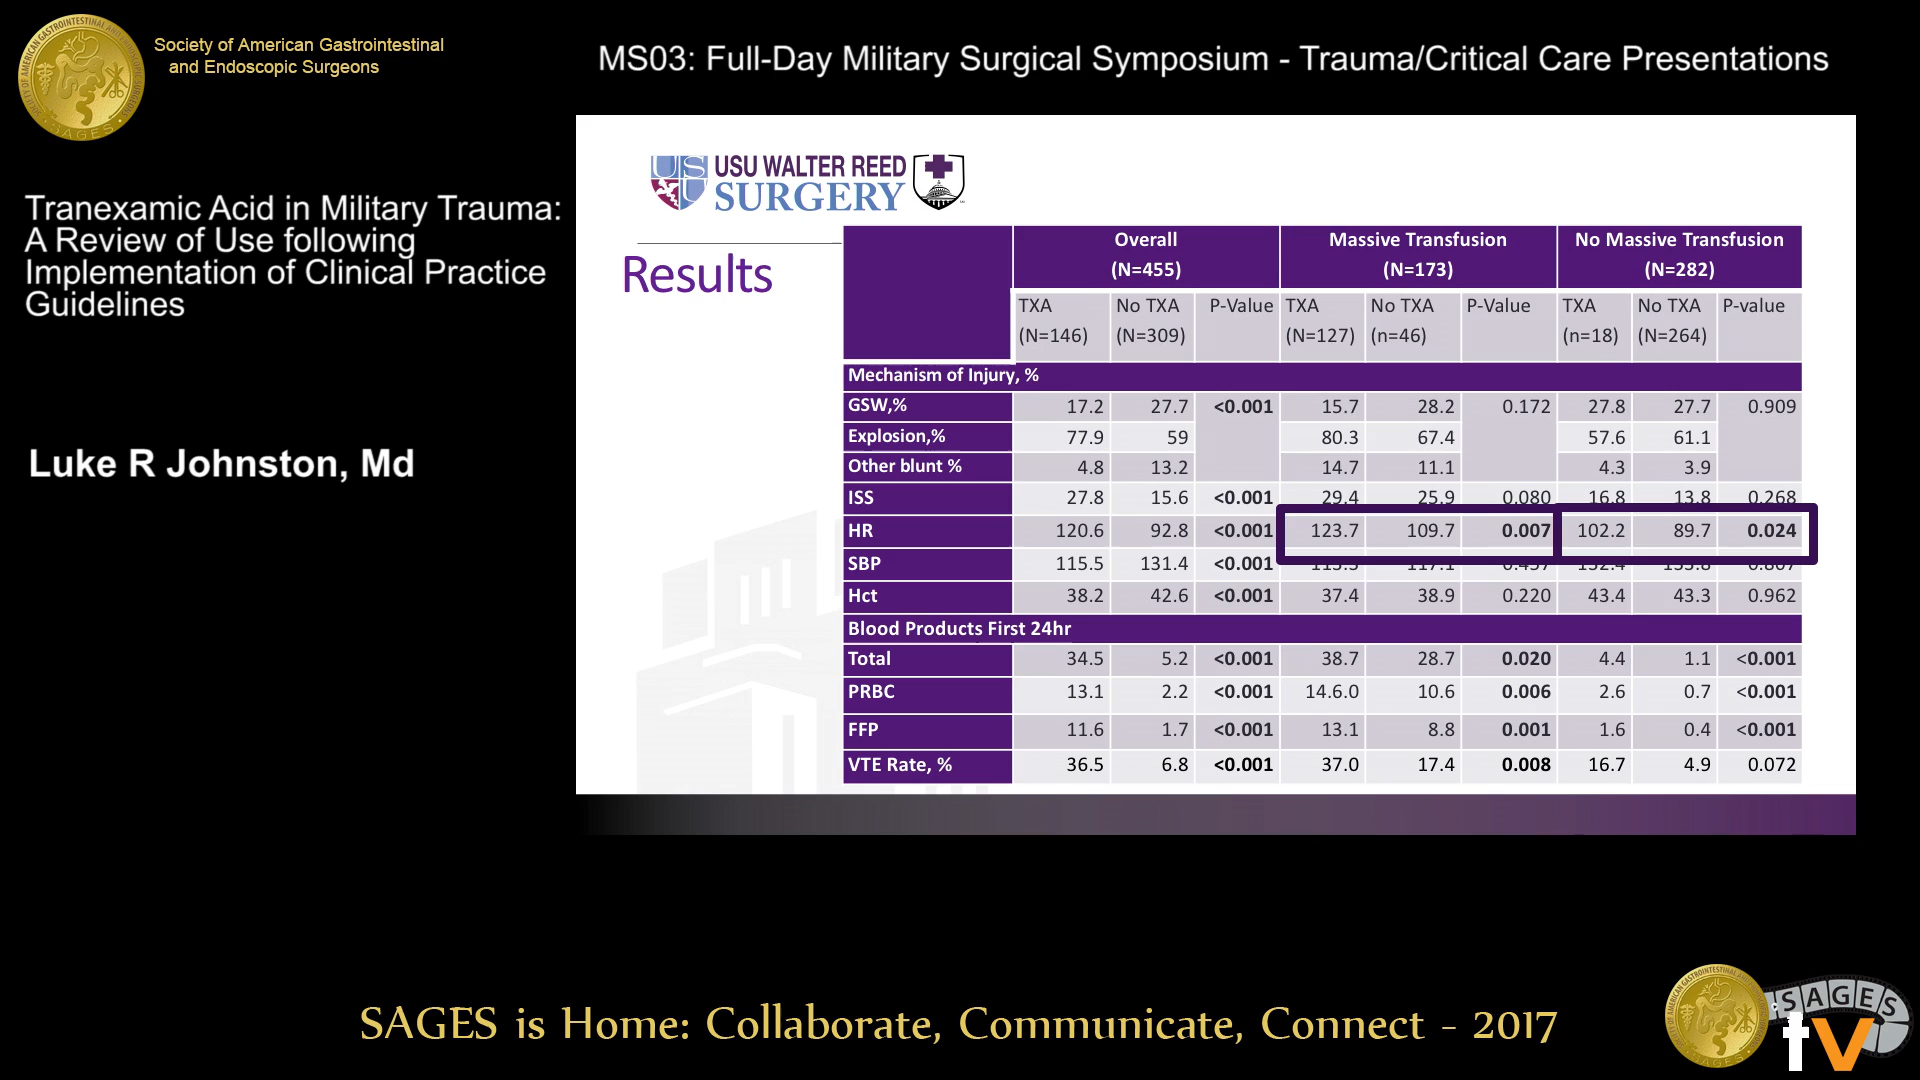 Society of American Gastrointestinal
and Endoscopic Surgeons
MS03: Full-Day Military Surgical Symposium - Trauma/Critical Care Presentations
Tranexamic Acid in Military Trauma:
A Review of Use following
Implementation of Clinical Practice
Guidelines
Luke R Johnston, Md
US
USU WALTER REED
SURGERY
Results
Overall Massive Transfusion No Massive Transfusion
(N=455) (N=173) (N=282)
TXA No TXA P-Value TXA No TXA P-Value TXA No TXA P-value
(N=146) (N=309) (N=127) (n=46) (n=18) (N=264)
Mechanism of Injury, %
GSW,% 17.2 27.7 <0.001 15.7 28.2 0.172 27.8 27.7 0.909
Explosion,% 77.9 59 80.3 67.4 57.6 61.1
Other blunt % 4.8 13.2 14.7 11.1 4.3 3.9
ISS 27.8 15.6 <0.001 29.4 25.9 0.080 16.8 13.8 0.268
HR 120.6 92.8 <0.001 123.7 109.7 0.007 102.2 89.7 0.024
SBP 115.5 131.4 <0.001
Hct 38.2 42.6 <0.001 37.4 38.9 0.220 43.4 43.3 0.962
Blood Products First 24hr
Total 34.5 5.2 <0.001 38.7 28.7 0.020 4.4 1.1 <0.001
PRBC 13.1 2.2 <0.001 14.6.0 10.6 0.006 2.6 0.7 <0.001
FFP 11.6 1.7 <0.001 13.1 8.8 0.001 1.6 0.4 <0.001
VTE Rate, % 36.5 6.8 <0.001 37.0 17.4 0.008 16.7 4.9 0.072
SAGES is Home: Collaborate, Communicate, Connect - 2017
SAGES
tv